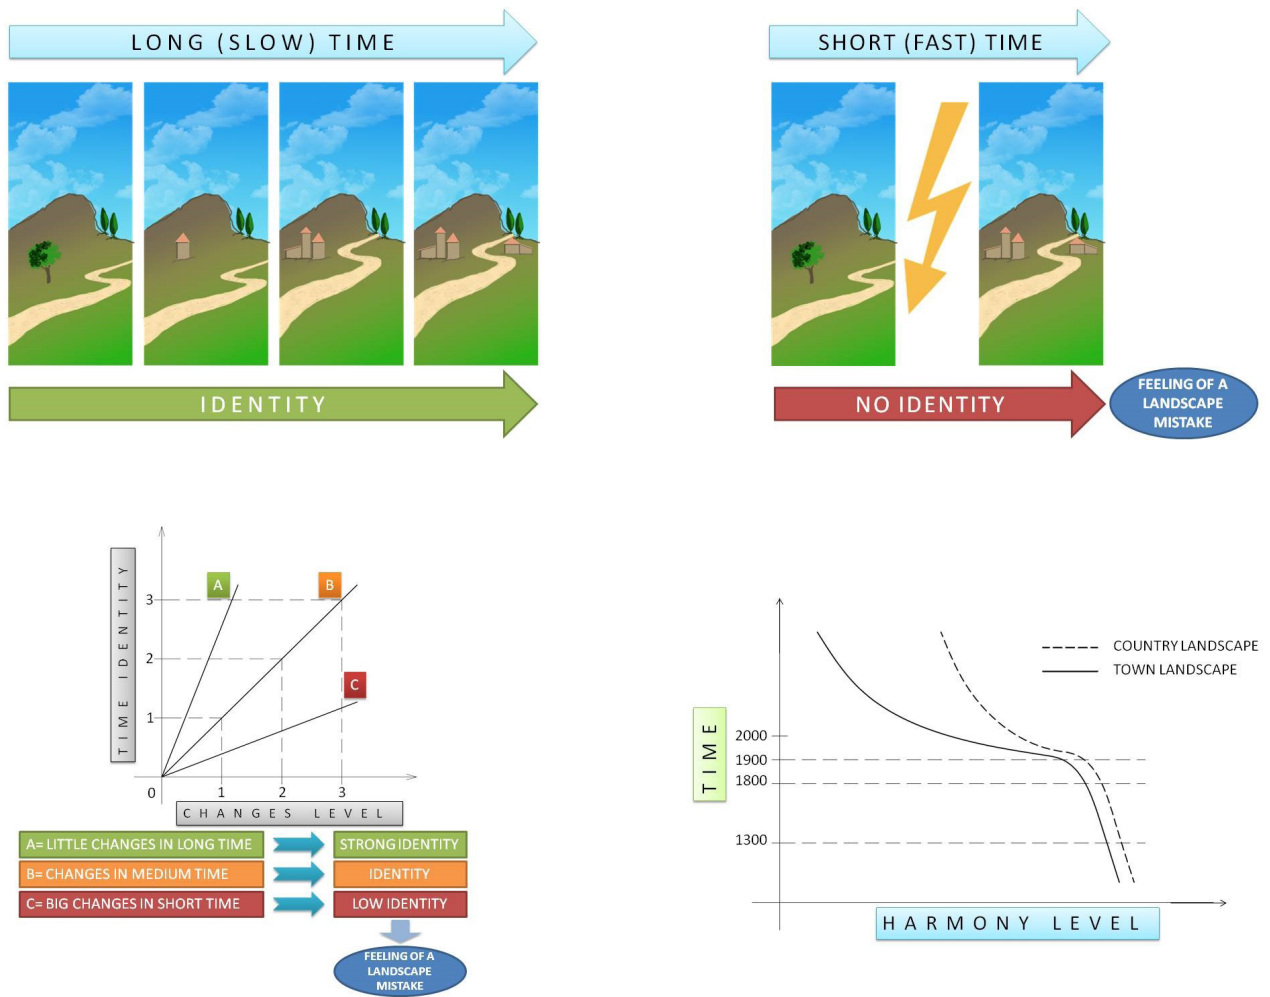 LONG (SLOW) TIME
SHORT (FAST) TIME
IDENTITY
NO IDENTITY
FEELING OF A
LANDSCAPE
MISTAKE
TIME IDENTITY
A
B
C
3
2
1
0
1
2
3
CHANGES LEVEL
A= LITTLE CHANGES IN LONG TIME
STRONG IDENTITY
B= CHANGES IN MEDIUM TIME
IDENTITY
C= BIG CHANGES IN SHORT TIME
LOW IDENTITY
FEELING OF A
LANDSCAPE
MISTAKE
COUNTRY LANDSCAPE
TOWN LANDSCAPE
TIME
2000
1900
1800
1300
HARMONY LEVEL